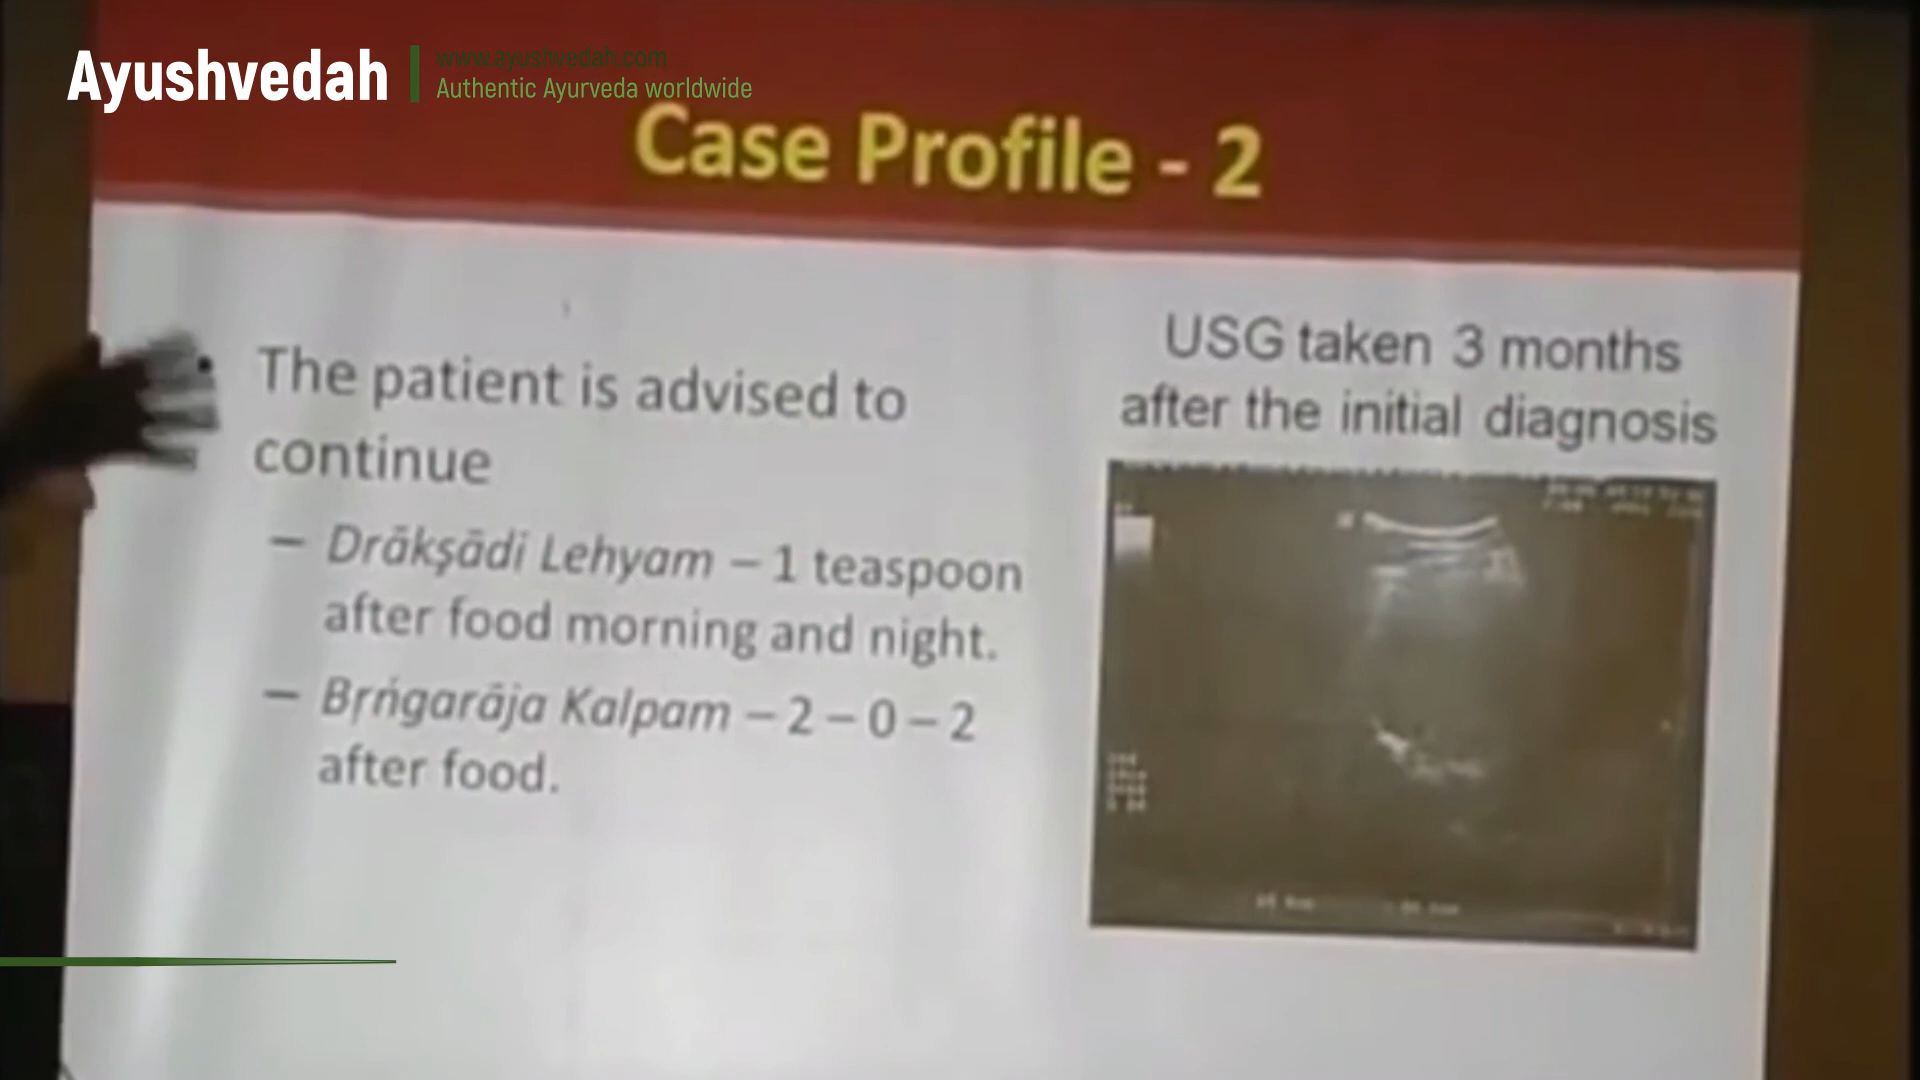 Ayushvedah
www.ayushvedah.com
Authentic Ayurveda worldwide
Case Profile - 2
• The patient is advised to
continue
– Drākṣādi Lehyam – 1 teaspoon
after food morning and night.
– Bṛṅgarāja Kalpam – 2 – 0 – 2
after food.
USG taken 3 months
after the initial diagnosis